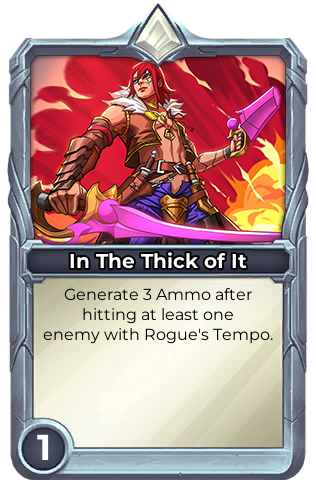 In The Thick of It
Generate 3 Ammo after
hitting at least one
enemy with Rogue's Tempo.
1